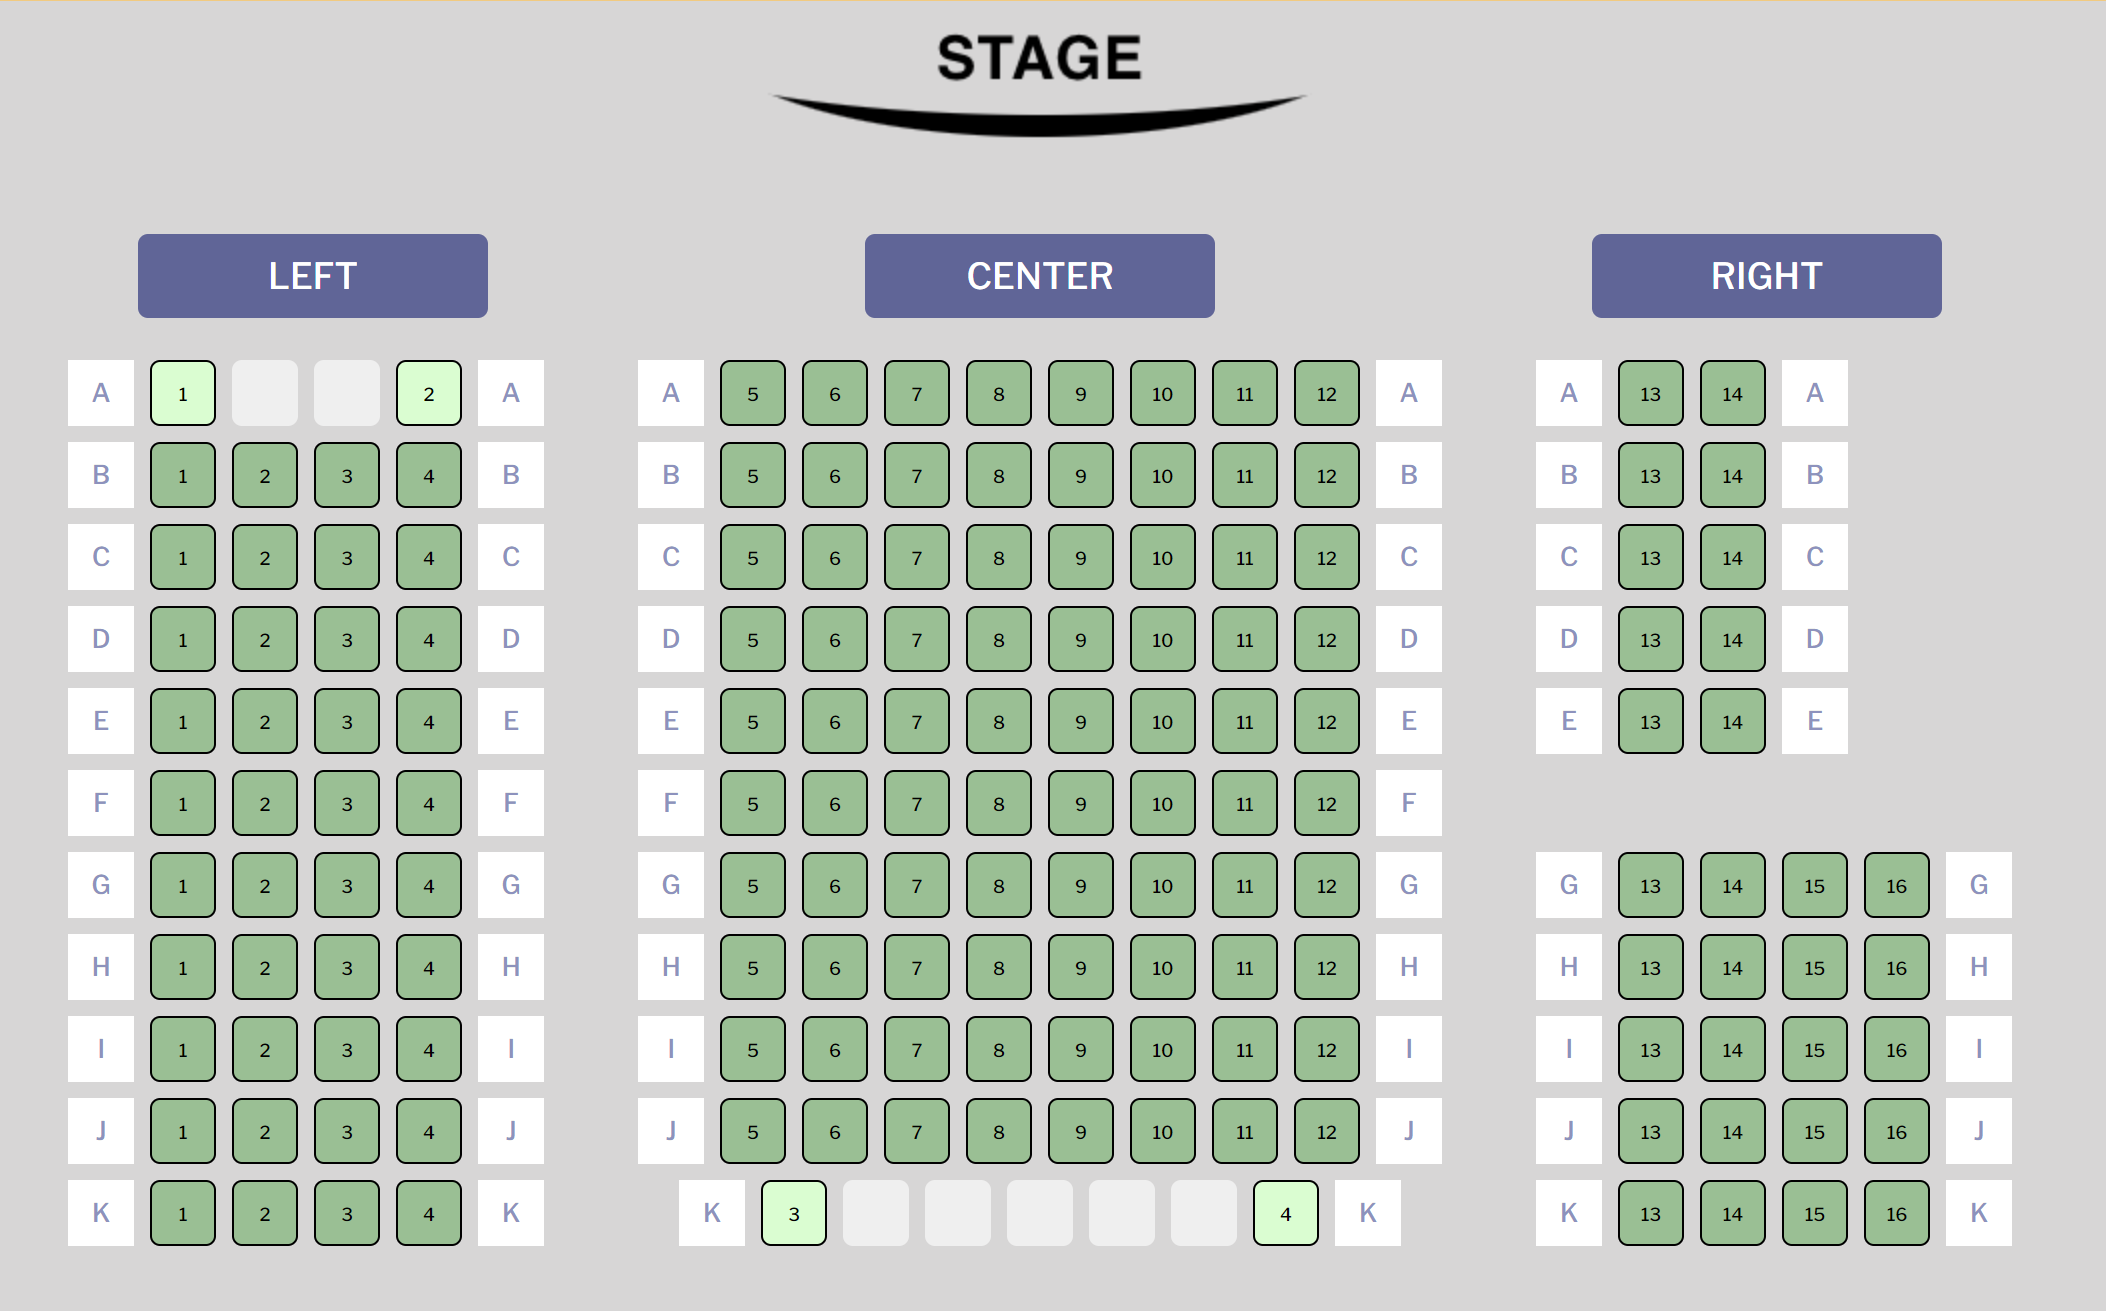 STAGE
LEFT CENTER RIGHT
A 1 2 A A 5 6 7 8 9 10 11 12 A A 13 14 A
B 1 2 3 4 B B 5 6 7 8 9 10 11 12 B B 13 14 B
C 1 2 3 4 C C 5 6 7 8 9 10 11 12 C C 13 14 C
D 1 2 3 4 D D 5 6 7 8 9 10 11 12 D D 13 14 D
E 1 2 3 4 E E 5 6 7 8 9 10 11 12 E E 13 14 E
F 1 2 3 4 F F 5 6 7 8 9 10 11 12 F
G 1 2 3 4 G G 5 6 7 8 9 10 11 12 G G 13 14 15 16 G
H 1 2 3 4 H H 5 6 7 8 9 10 11 12 H H 13 14 15 16 H
I 1 2 3 4 I I 5 6 7 8 9 10 11 12 I I 13 14 15 16 I
J 1 2 3 4 J J 5 6 7 8 9 10 11 12 J J 13 14 15 16 J
K 1 2 3 4 K K 3 4 K K 13 14 15 16 K